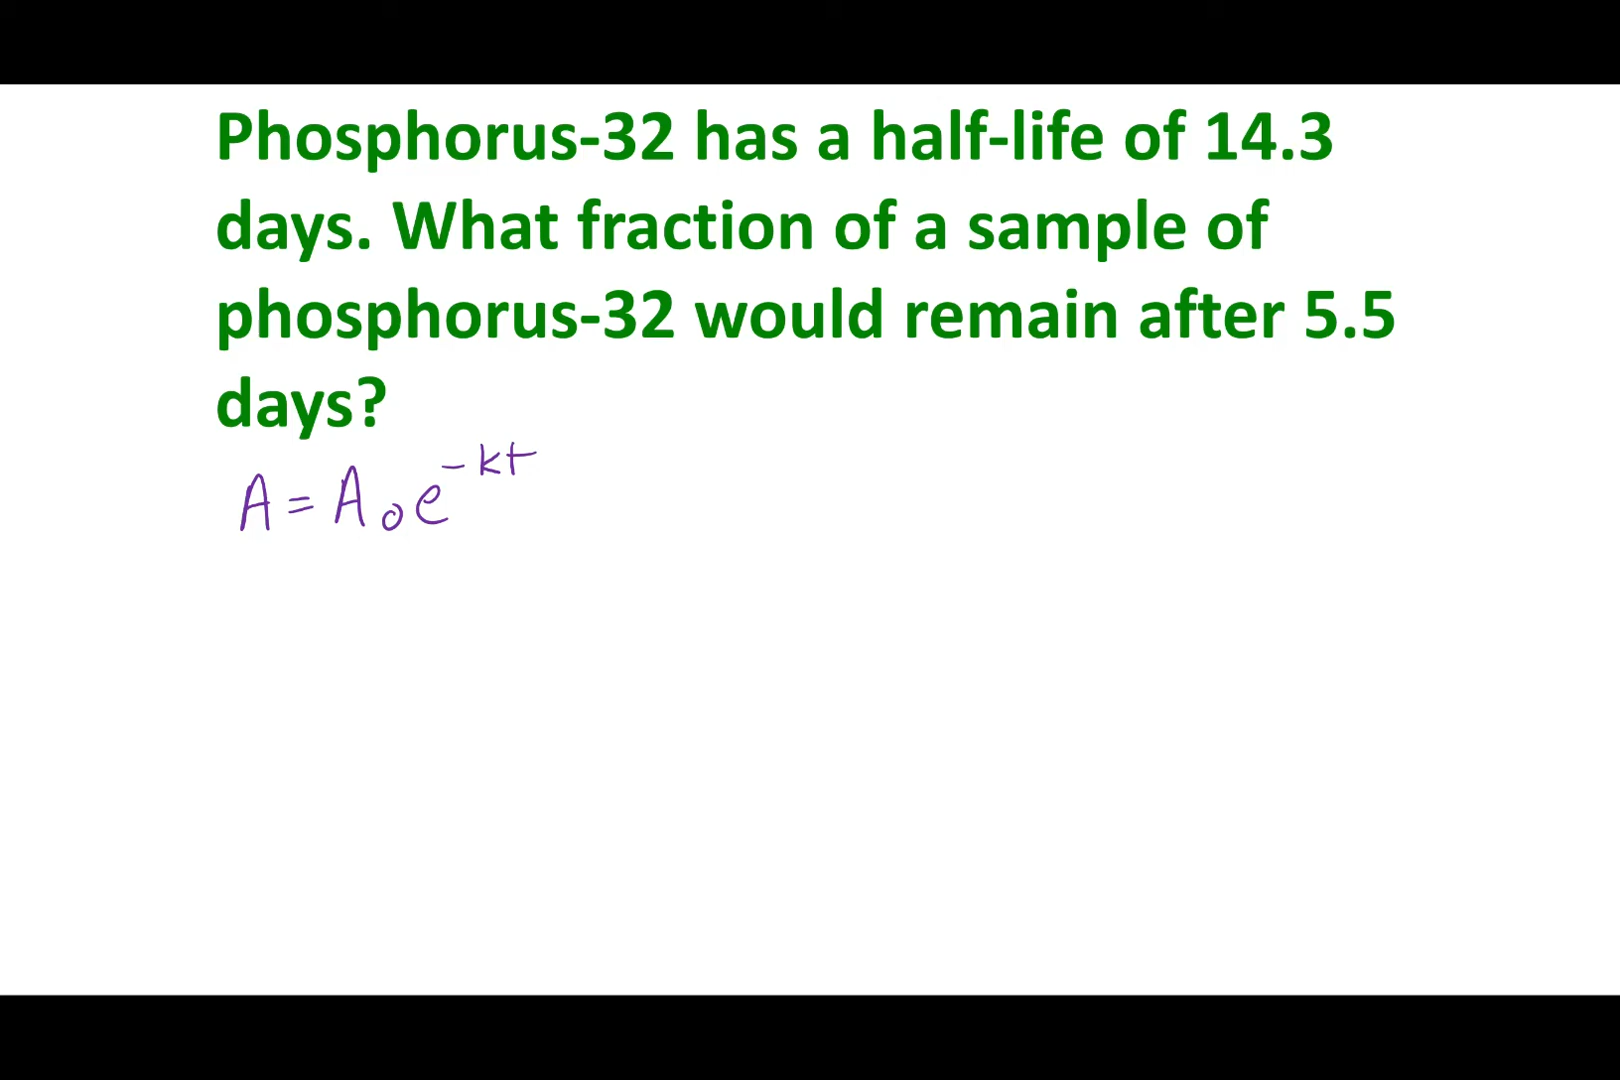 Phosphorus-32 has a half-life of 14.3
days. What fraction of a sample of
phosphorus-32 would remain after 5.5
days?
A = A₀e^(-kt)